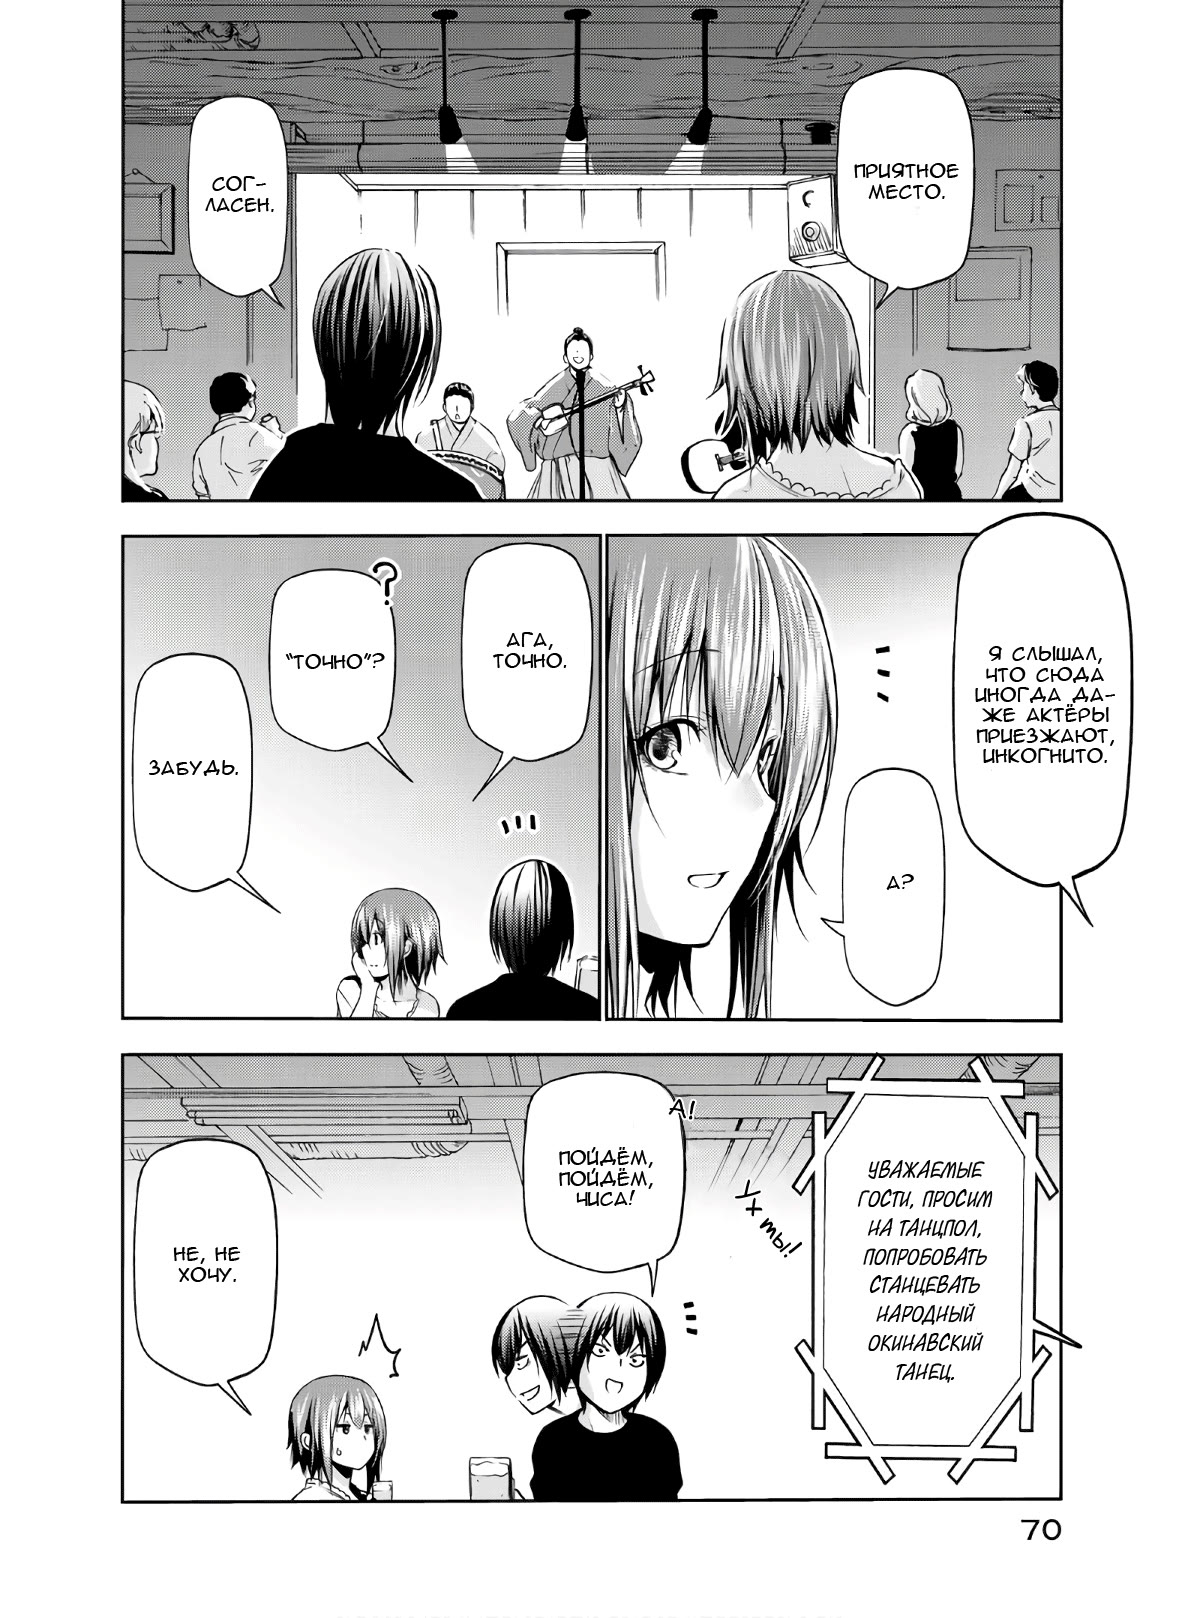 ПРИЯТНОЕ
МЕСТО.
СОГ-
ЛАСЕН.
Я СЛЫШАЛ,
ЧТО СЮДА
ИНОГДА ДА-
ЖЕ АКТЁРЫ
ПРИЕЗЖАЮТ,
ИНКОГНИТО.
А?
АГА,
ТОЧНО.
?
"ТОЧНО"?
ЗАБУДЬ.
УВАЖАЕМЫЕ
ГОСТИ, ПРОСИМ
НА ТАНЦПОЛ,
ПОПРОБОВАТЬ
СТАНЦЕВАТЬ
НАРОДНЫЙ
ОКИНАВСКИЙ
ТАНЕЦ.
Ух ты!
А!
ПОЙДЁМ,
ПОЙДЁМ,
ЧИСА!
НЕ, НЕ
ХОЧУ.
70